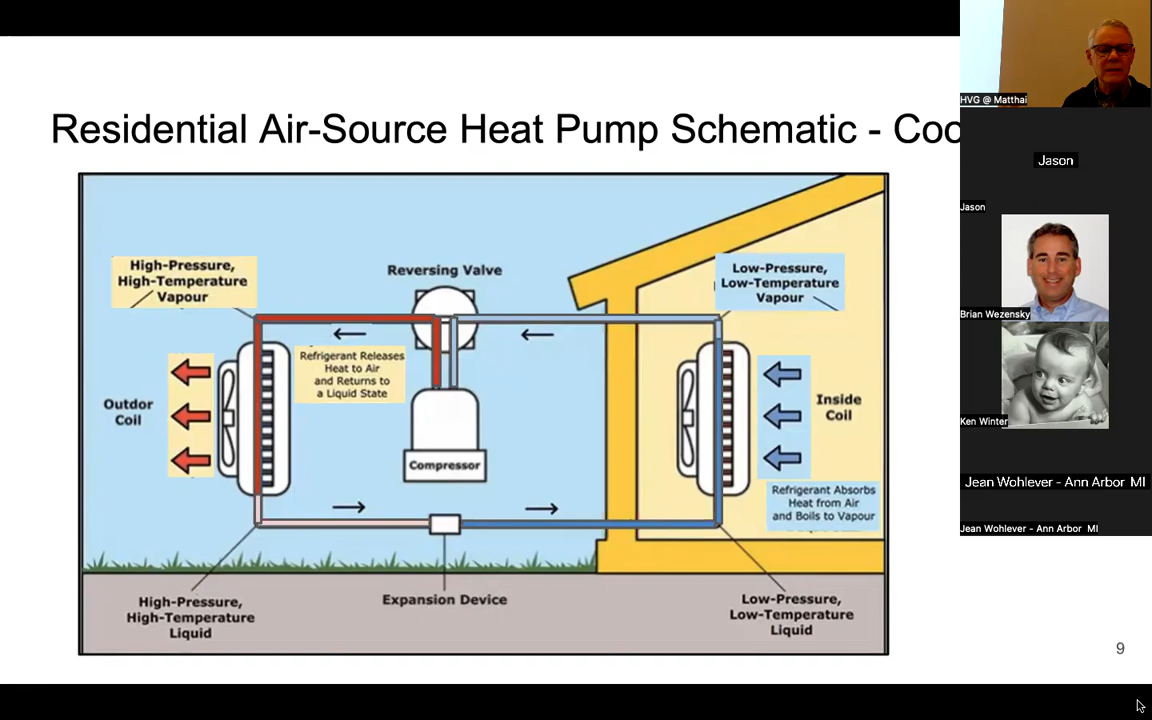 Residential Air-Source Heat Pump Schematic - Coo
High-Pressure,
High-Temperature
Vapour
Reversing Valve
Low-Pressure,
Low-Temperature
Vapour
Refrigerant Releases
Heat to Air
and Returns to
a Liquid State
Outdor
Coil
Compressor
Inside
Coil
Refrigerant Absorbs
Heat from Air
and Boils to Vapour
High-Pressure,
High-Temperature
Liquid
Expansion Device
Low-Pressure,
Low-Temperature
Liquid
9
HVG @ Matthai
Jason
Jason
Brian Wezensky
Ken Winter
Jean Wohlever - Ann Arbor MI
Jean Wohlever - Ann Arbor MI